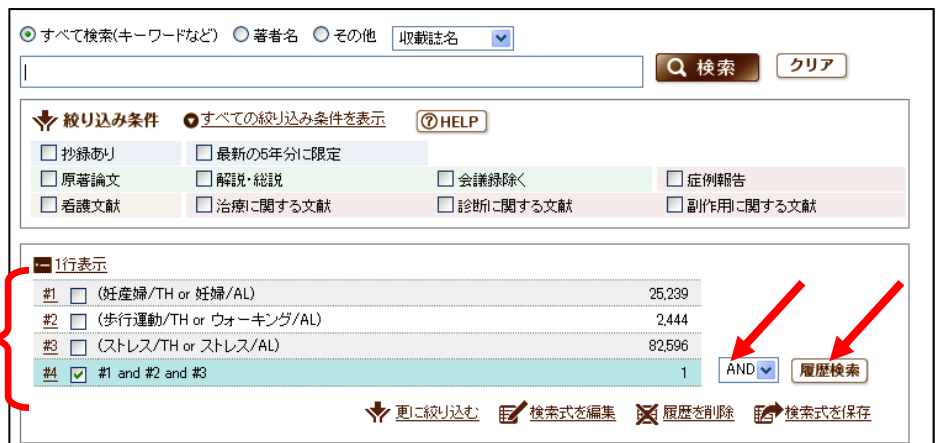 すべて検索(キーワードなど) 著者名 その他 収載誌名
検索 クリア
絞り込み条件 すべての絞り込み条件を表示 ?HELP
抄録あり 最新の5年分に限定
原著論文 解説・総説 会議録除く 症例報告
看護文献 治療に関する文献 診断に関する文献 副作用に関する文献
1行表示
#1 (妊産婦/TH or 妊婦/AL) 25,239
#2 (歩行運動/TH or ウォーキング/AL) 2,444
#3 (ストレス/TH or ストレス/AL) 82,596
#4 #1 and #2 and #3 1 AND 履歴検索
更に絞り込む 検索式を編集 履歴を削除 検索式を保存